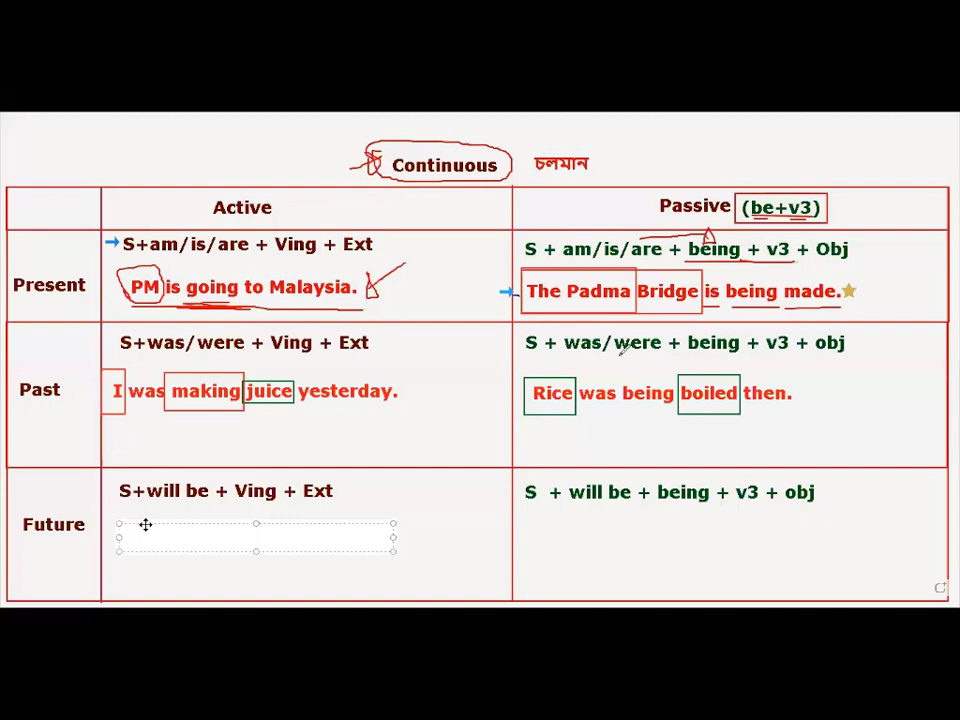 Continuous চলমান
Active
Passive (be+v3)
Present
S+am/is/are + Ving + Ext
PM is going to Malaysia.
S + am/is/are + being + v3 + Obj
The Padma Bridge is being made.
Past
S+was/were + Ving + Ext
I was making juice yesterday.
S + was/were + being + v3 + obj
Rice was being boiled then.
Future
S+will be + Ving + Ext
S + will be + being + v3 + obj